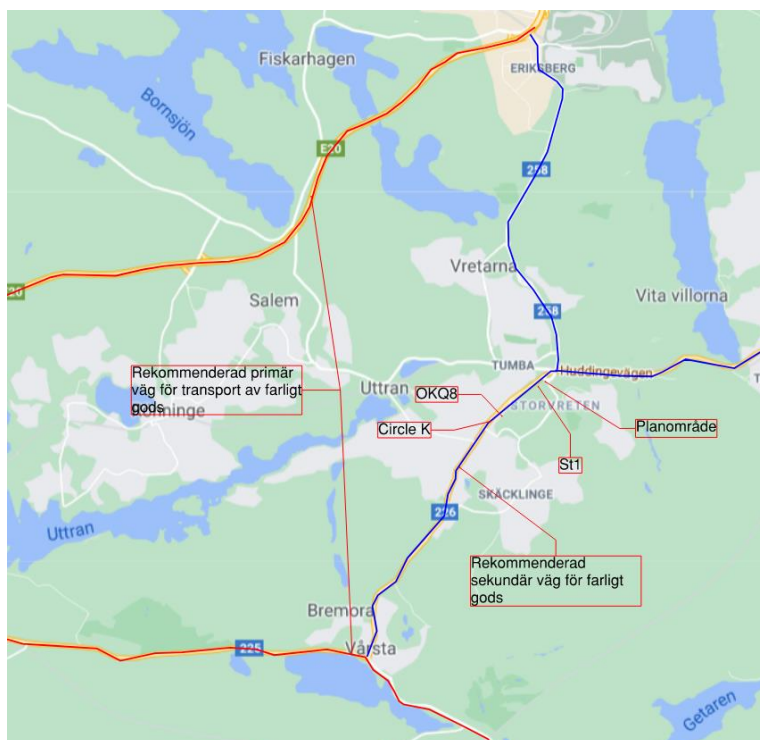 Fiskarhagen
ERIKSBERG
Bornsjön
E20
258
Vretarna
Vita villorna
20
Salem
258
TUMBA
Huddingevägen
T
Rekommenderad primär
väg för transport av farligt
gods
Uttran
OKQ8
STORVRETEN
Rönninge
Circle K
Planområde
St1
SKÄCKLINGE
Uttran
226
Rekommenderad
sekundär väg för farligt
gods
Bremora
225
Vårsta
Getaren